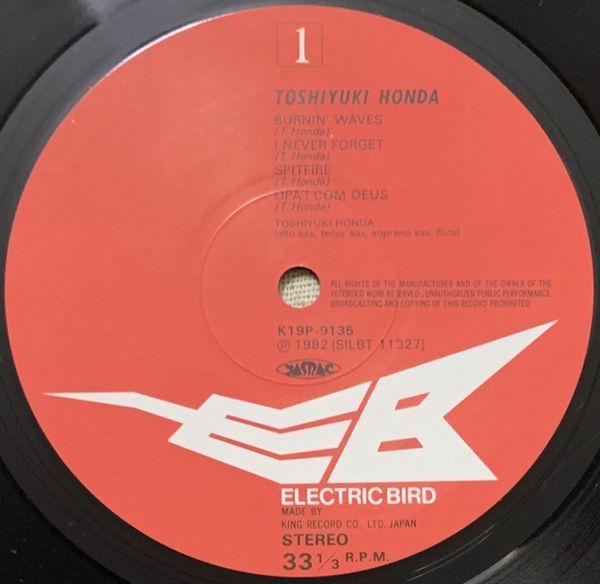 1
TOSHIYUKI HONDA
BURNIN' WAVES
(T. Honda)
I NEVER FORGET
(T. Honda)
SPITFIRE
(T. Honda)
OPA! COM DEUS
(T. Honda)
TOSHIYUKI HONDA
(alto sax, tenor sax, soprano sax, flute)
ALL RIGHTS OF THE MANUFACTURER AND OF THE OWNER OF THE
RECORDED WORK RESERVED. UNAUTHORIZED PUBLIC PERFORMANCE
BROADCASTING AND COPYING OF THIS RECORD PROHIBITED
K19P-9135
℗ 1982 (SILBT 11327)
JASRAC
EB
ELECTRIC BIRD
MADE BY
KING RECORD CO., LTD. JAPAN
STEREO
33 1/3 R.P.M.